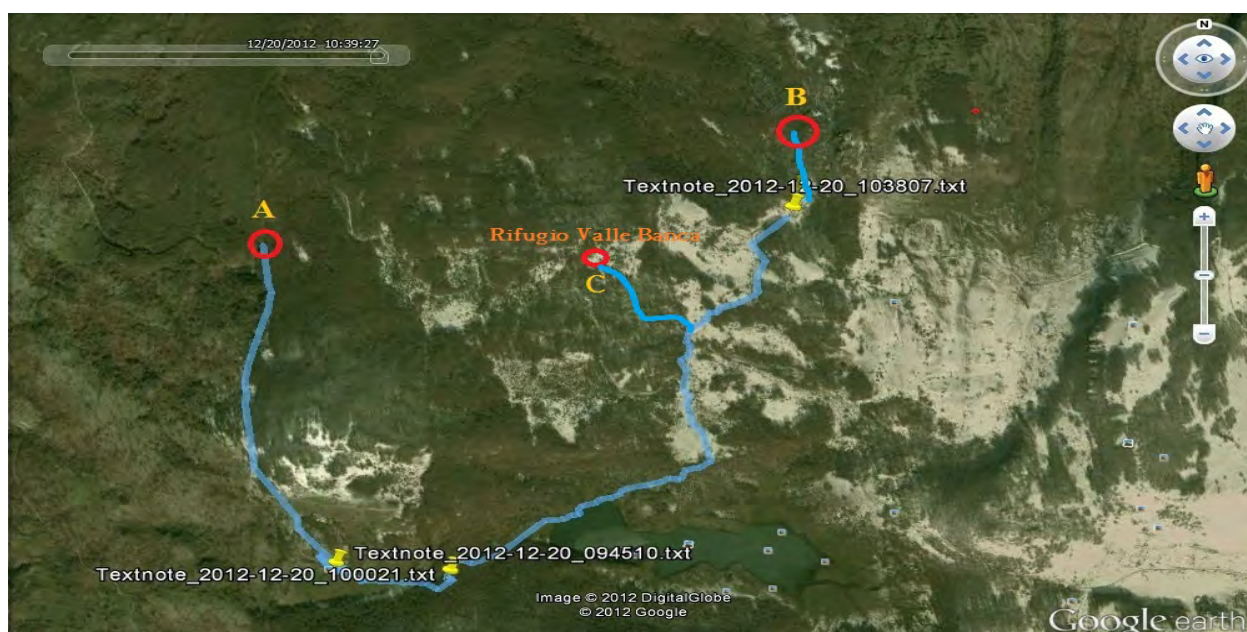 12/20/2012 10:39:27
N
B
Textnote_2012-12-20_103807.txt
A
Rifugio Valle Banca
C
Textnote_2012-12-20_094510.txt
Textnote_2012-12-20_100021.txt
Image © 2012 DigitalGlobe
© 2012 Google
Google earth